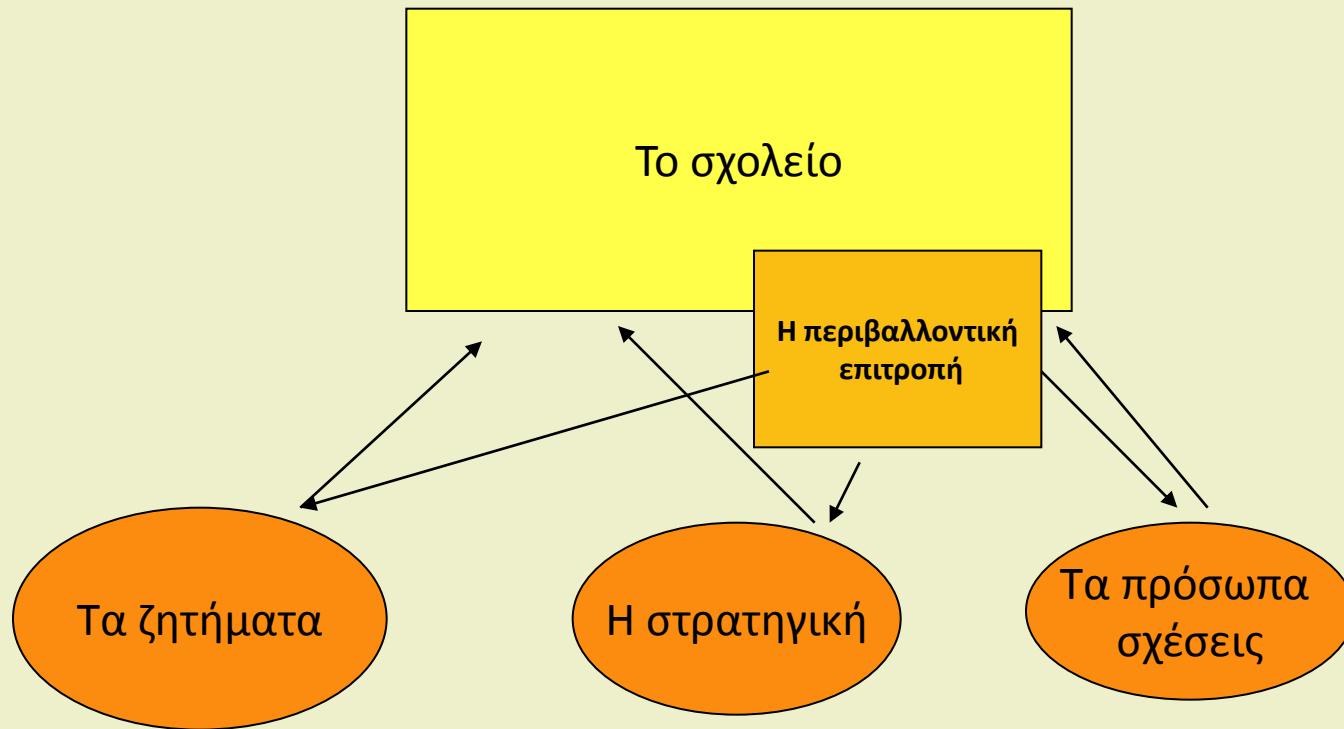 Το σχολείο
Η περιβαλλοντική
επιτροπή
Τα ζητήματα
Η στρατηγική
Τα πρόσωπα
σχέσεις